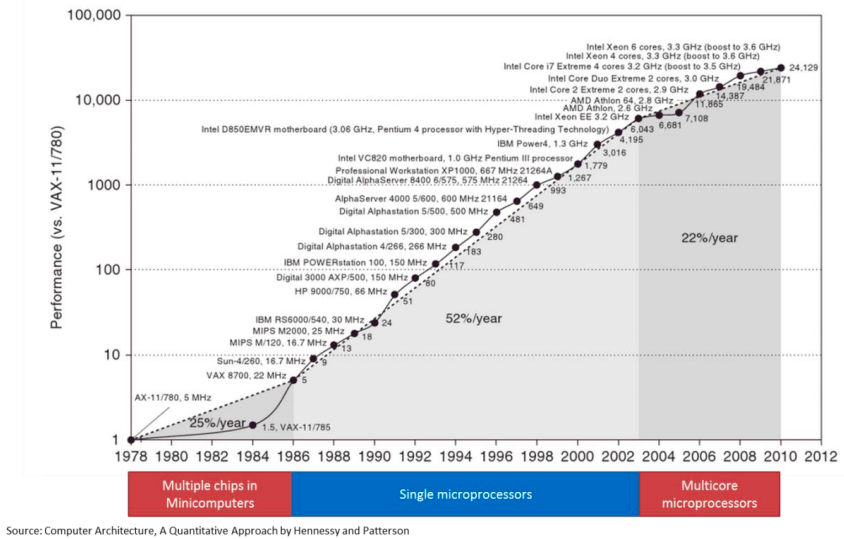 100,000
10,000
1000
100
10
1
Performance (vs. VAX-11/780)
Intel Xeon 6 cores, 3.3 GHz (boost to 3.6 GHz)
Intel Xeon 4 cores, 3.3 GHz (boost to 3.6 GHz)
Intel Core i7 Extreme 4 cores 3.2 GHz (boost to 3.5 GHz)
24,129
Intel Core Duo Extreme 2 cores, 3.0 GHz
21,871
Intel Core 2 Extreme 2 cores, 2.9 GHz
19,484
AMD Athlon 64, 2.8 GHz
14,387
AMD Athlon, 2.6 GHz
11,865
Intel Xeon EE 3.2 GHz
7,108
6,681
6,043
Intel D850EMVR motherboard (3.06 GHz, Pentium 4 processor with Hyper-Threading Technology)
4,195
IBM Power4, 1.3 GHz
3,016
Intel VC820 motherboard, 1.0 GHz Pentium III processor
1,779
Professional Workstation XP1000, 667 MHz 21264A
1,267
Digital AlphaServer 8400 6/575, 575 MHz 21264
993
AlphaServer 4000 5/600, 600 MHz 21164
649
Digital Alphastation 5/500, 500 MHz
481
Digital Alphastation 5/300, 300 MHz
280
Digital Alphastation 4/266, 266 MHz
183
IBM POWERstation 100, 150 MHz
117
Digital 3000 AXP/500, 150 MHz
80
HP 9000/750, 66 MHz
51
IBM RS6000/540, 30 MHz
24
MIPS M2000, 25 MHz
18
MIPS M/120, 16.7 MHz
13
Sun-4/260, 16.7 MHz
9
VAX 8700, 22 MHz
5
AX-11/780, 5 MHz
1.5, VAX-11/785
25%/year
52%/year
22%/year
1978 1980 1982 1984 1986 1988 1990 1992 1994 1996 1998 2000 2002 2004 2006 2008 2010 2012
Multiple chips in
Minicomputers
Single microprocessors
Multicore
microprocessors
Source: Computer Architecture, A Quantitative Approach by Hennessy and Patterson